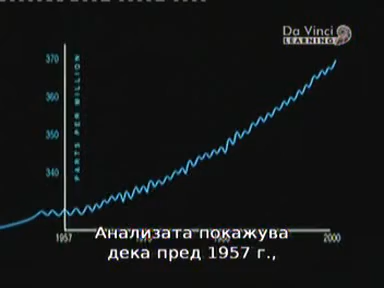 Da Vinci
LEARNING
370
360
350
340
PARTS PER MILLION
1957
2000
Анализата покажува
дека пред 1957 г.,